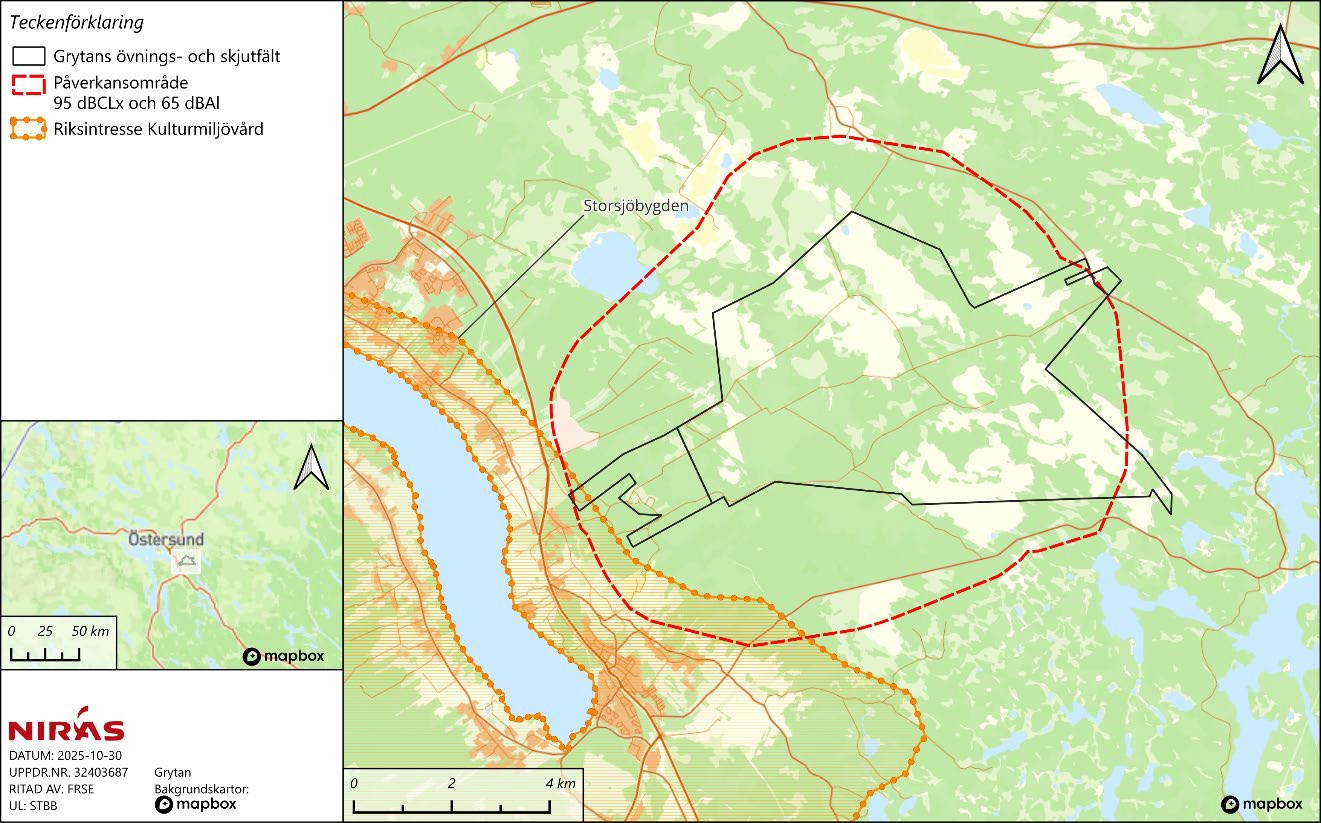 Teckenförklaring
Grytans övnings- och skjutfält
Påverkansområde
95 dBCLx och 65 dBAl
Riksintresse Kulturmiljövård
Storsjöbygden
Östersund
0 25 50 km
mapbox
NIRAS
DATUM: 2025-10-30
UPPDR.NR. 32403687
RITAD AV: FRSE
UL: STBB
Grytan
Bakgrundskartor:
mapbox
0 2 4 km
mapbox